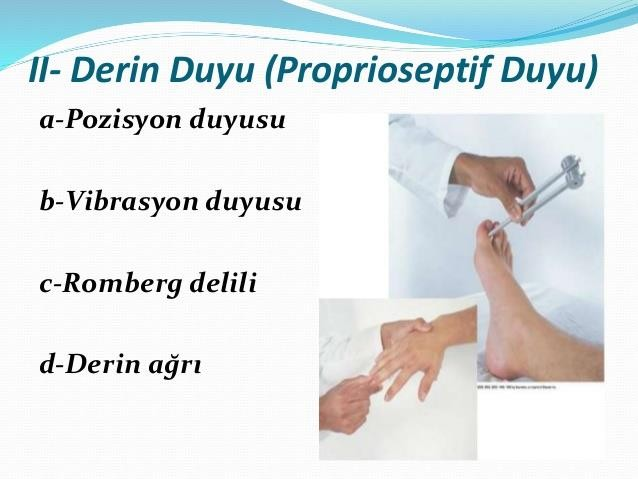 II- Derin Duyu (Proprioseptif Duyu)
a-Pozisyon duyusu
b-Vibrasyon duyusu
c-Romberg delili
d-Derin ağrı